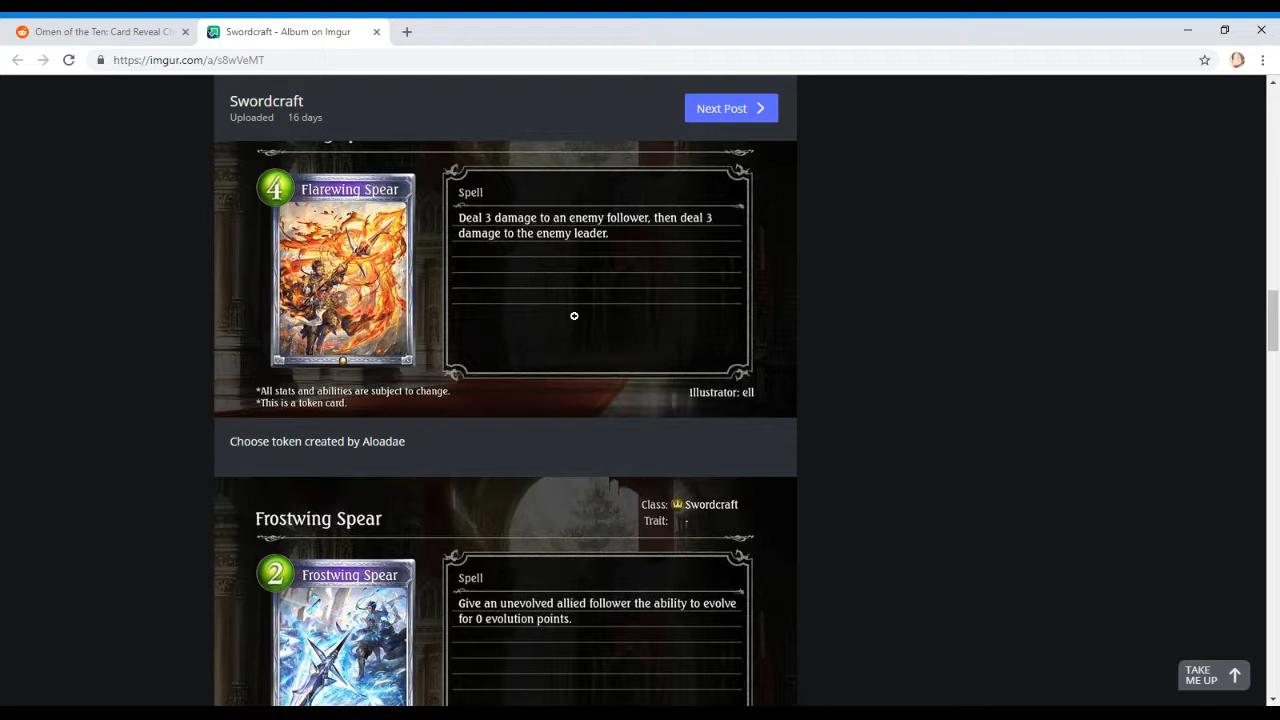 Omen of the Ten: Card Reveal Ch
Swordcraft - Album on Imgur
https://imgur.com/a/s8wVeMT
Swordcraft
Uploaded 16 days
Next Post
4
Flarewing Spear
Spell
Deal 3 damage to an enemy follower, then deal 3
damage to the enemy leader.
*All stats and abilities are subject to change.
*This is a token card.
Illustrator: ell
Choose token created by Aloadae
Class: Swordcraft
Trait: -
Frostwing Spear
2
Frostwing Spear
Spell
Give an unevolved allied follower the ability to evolve
for 0 evolution points.
TAKE
ME UP